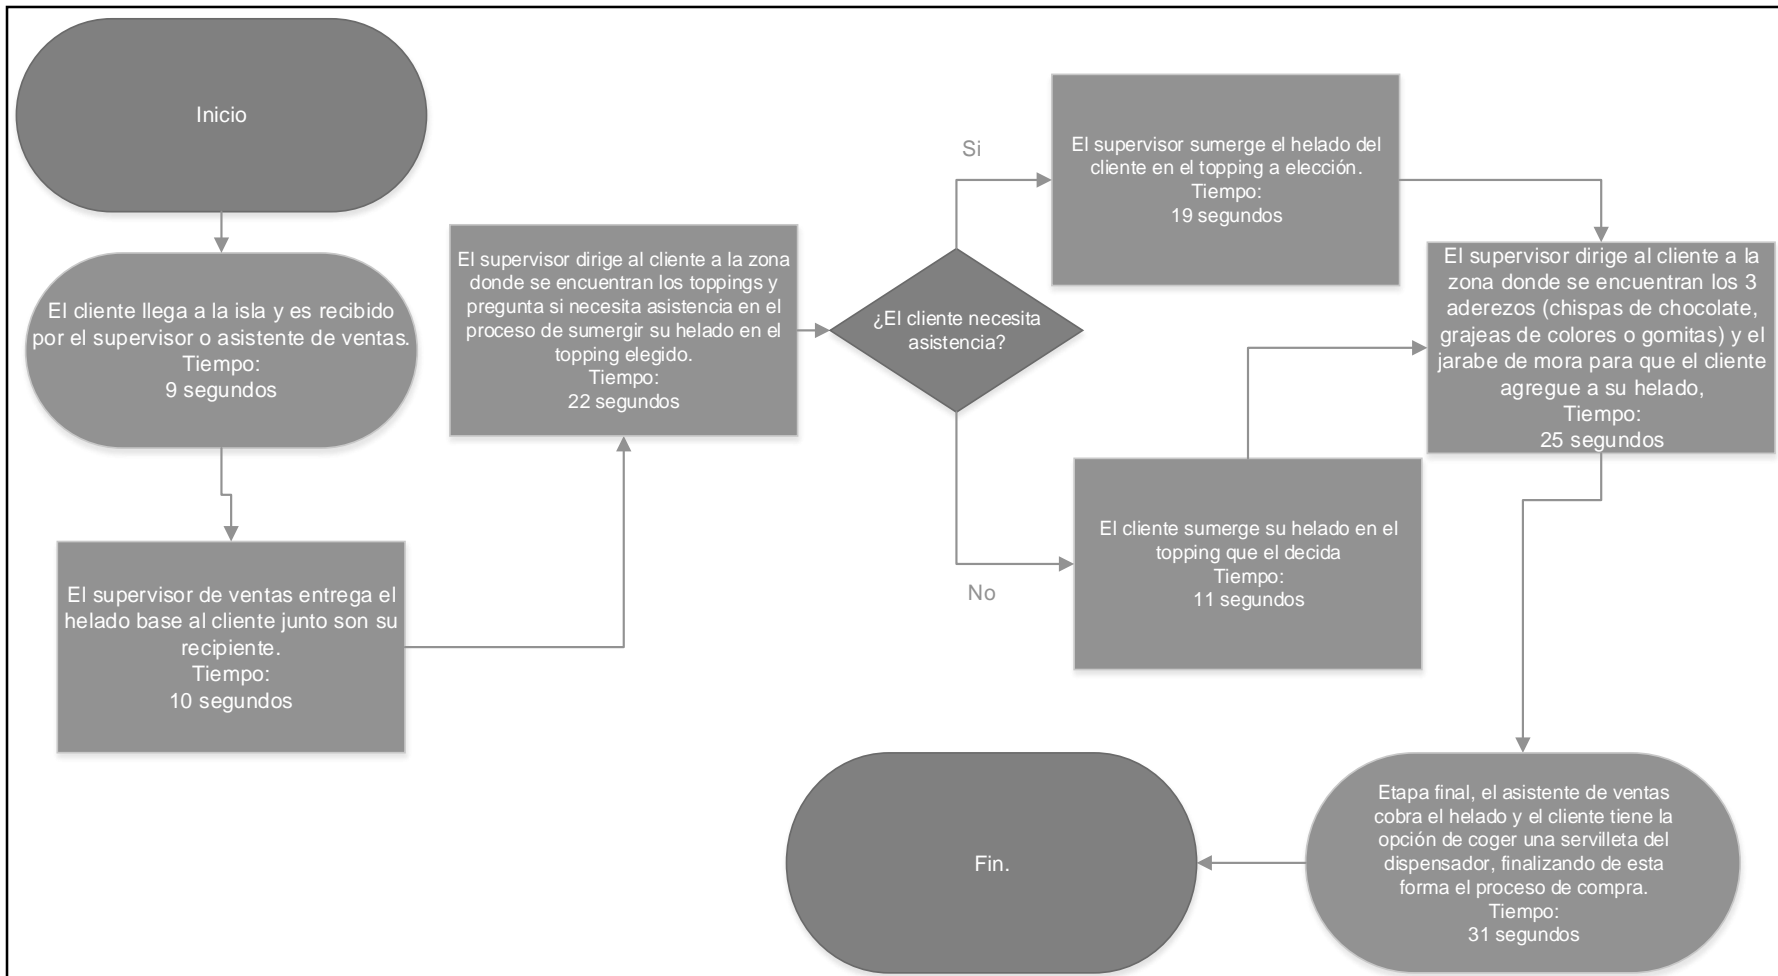 Inicio
El cliente llega a la isla y es recibido
por el supervisor o asistente de ventas.
Tiempo:
9 segundos
El supervisor de ventas entrega el
helado base al cliente junto son su
recipiente.
Tiempo:
10 segundos
El supervisor dirige al cliente a la zona
donde se encuentran los toppings y
pregunta si necesita asistencia en el
proceso de sumergir su helado en el
topping elegido.
Tiempo:
22 segundos
¿El cliente necesita
asistencia?
Si
El supervisor sumerge el helado del
cliente en el topping a elección.
Tiempo:
19 segundos
No
El cliente sumerge su helado en el
topping que el decida
Tiempo:
11 segundos
El supervisor dirige al cliente a la
zona donde se encuentran los 3
aderezos (chispas de chocolate,
grajeas de colores o gomitas) y el
jarabe de mora para que el cliente
agregue a su helado,
Tiempo:
25 segundos
Etapa final, el asistente de ventas
cobra el helado y el cliente tiene la
opción de coger una servilleta del
dispensador, finalizando de esta
forma el proceso de compra.
Tiempo:
31 segundos
Fin.